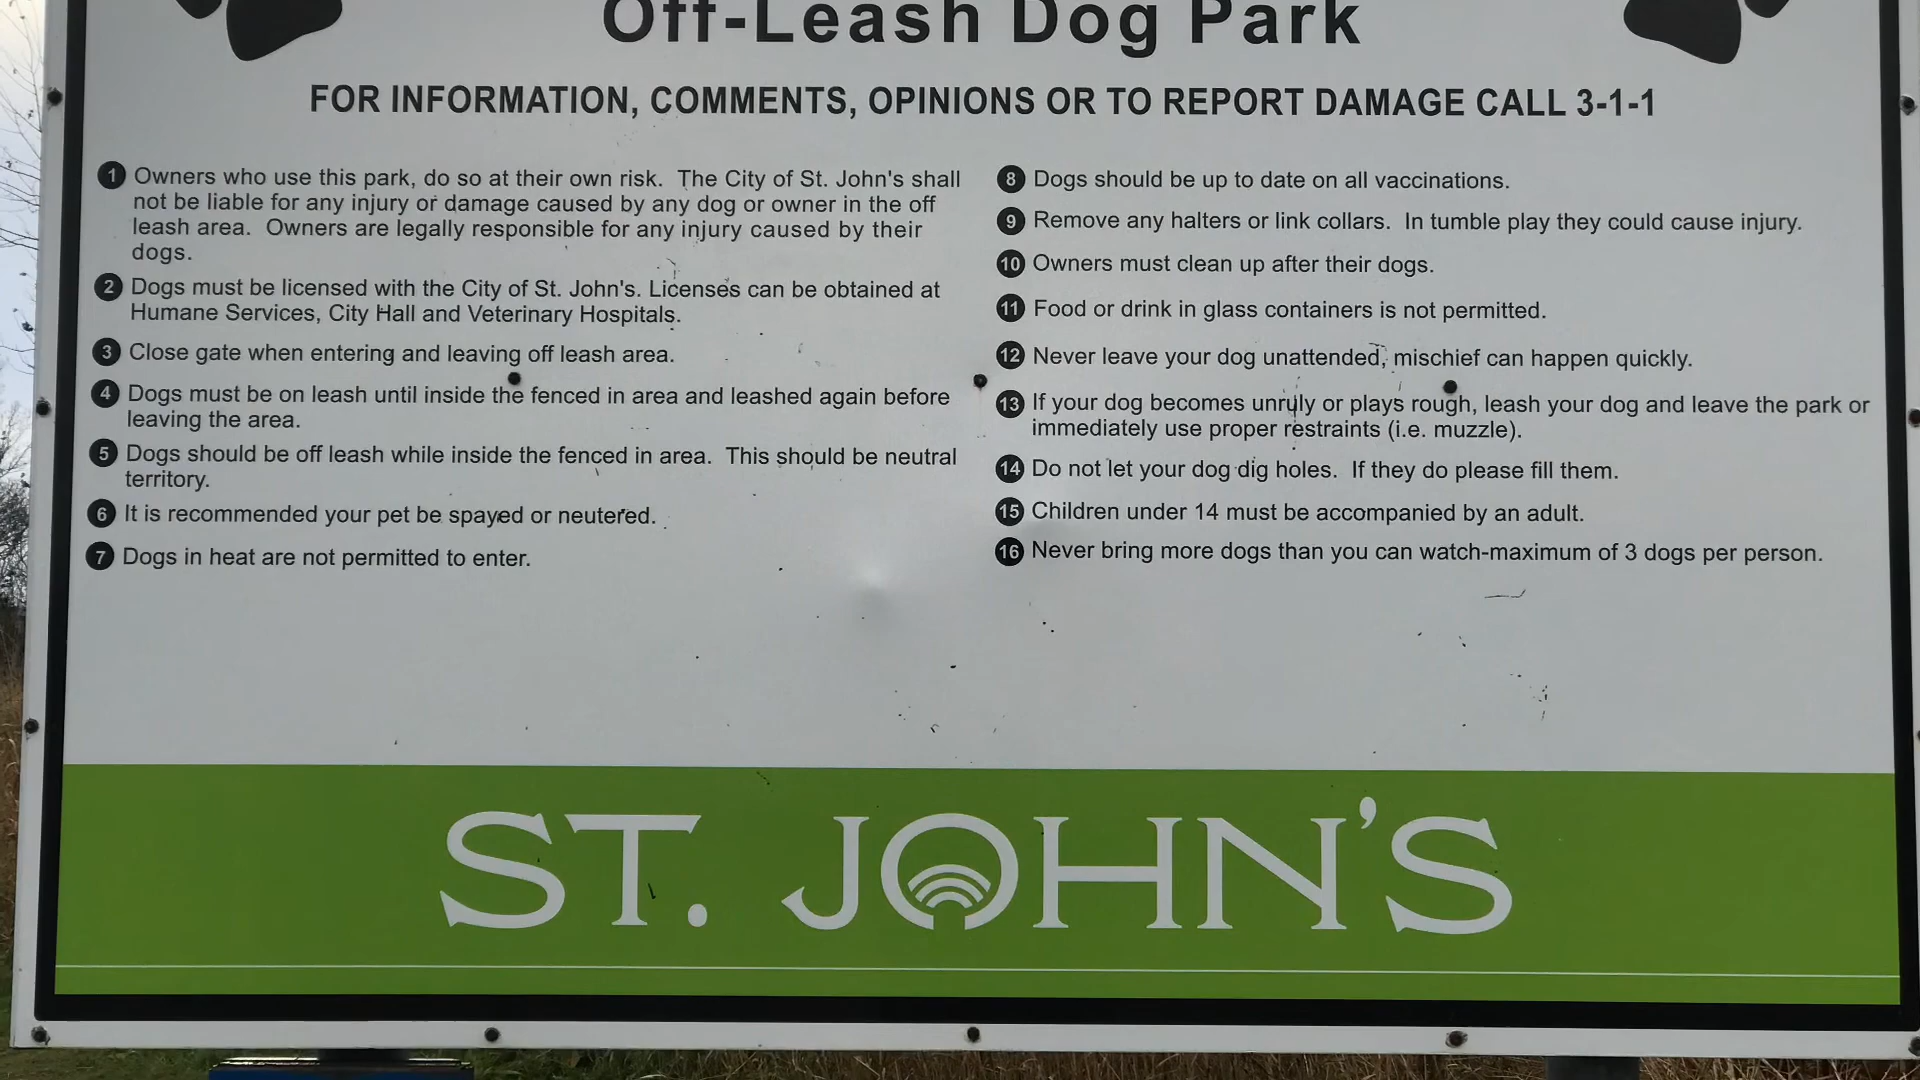 Off-Leash Dog Park
FOR INFORMATION, COMMENTS, OPINIONS OR TO REPORT DAMAGE CALL 3-1-1
1 Owners who use this park, do so at their own risk. The City of St. John's shall
not be liable for any injury or damage caused by any dog or owner in the off
leash area. Owners are legally responsible for any injury caused by their
dogs.
2 Dogs must be licensed with the City of St. John's. Licenses can be obtained at
Humane Services, City Hall and Veterinary Hospitals.
3 Close gate when entering and leaving off leash area.
4 Dogs must be on leash until inside the fenced in area and leashed again before
leaving the area.
5 Dogs should be off leash while inside the fenced in area. This should be neutral
territory.
6 It is recommended your pet be spayed or neutered.
7 Dogs in heat are not permitted to enter.
8 Dogs should be up to date on all vaccinations.
9 Remove any halters or link collars. In tumble play they could cause injury.
10 Owners must clean up after their dogs.
11 Food or drink in glass containers is not permitted.
12 Never leave your dog unattended, mischief can happen quickly.
13 If your dog becomes unruly or plays rough, leash your dog and leave the park or
immediately use proper restraints (i.e. muzzle).
14 Do not let your dog dig holes. If they do please fill them.
15 Children under 14 must be accompanied by an adult.
16 Never bring more dogs than you can watch-maximum of 3 dogs per person.
ST. JOHN'S